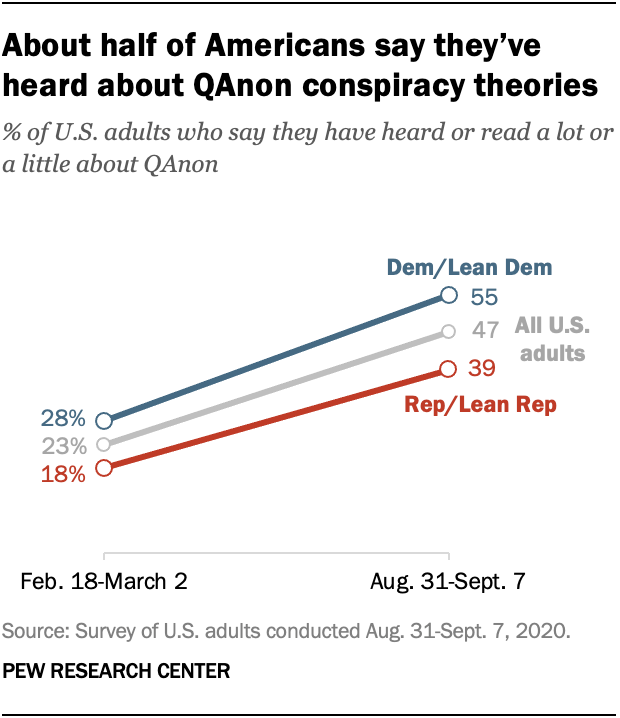 About half of Americans say they’ve
heard about QAnon conspiracy theories
% of U.S. adults who say they have heard or read a lot or
a little about QAnon
Dem/Lean Dem
55
47 All U.S.
adults
39
Rep/Lean Rep
28%
23%
18%
Feb. 18-March 2 Aug. 31-Sept. 7
Source: Survey of U.S. adults conducted Aug. 31-Sept. 7, 2020.
PEW RESEARCH CENTER